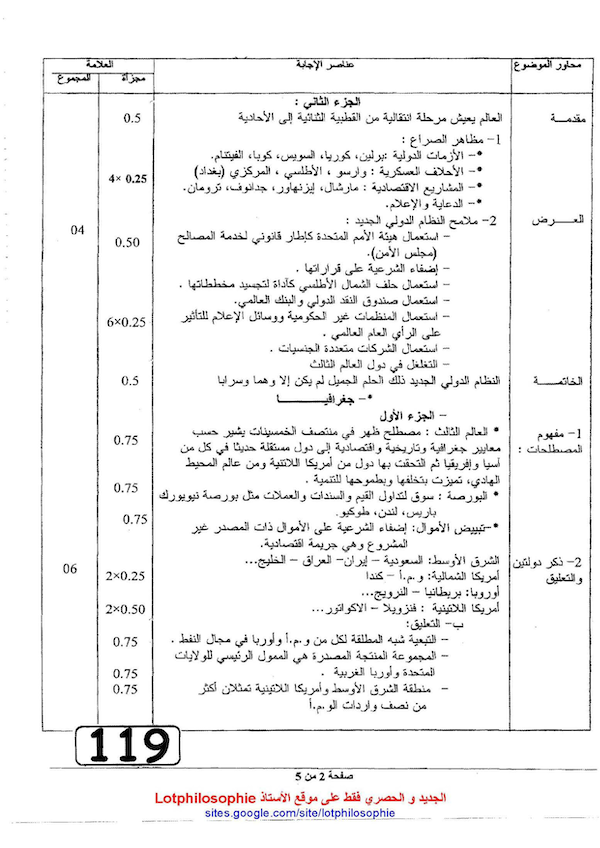 محاور الموضوع
عناصر الإجابة
العلامة
مجزأة
المجموع
الجزء الثاني :
مقدمـــة
العالم يعيش مرحلة انتقالية من القطبية الثنائية إلى الأحادية
0.5
1- مظاهر الصراع :
*- الأزمات الدولية :برلين، كوريا، السويس، كوبا، الفيتنام.
*- الأحلاف العسكرية : وارسو ، الأطلسي ، المركزي (بغداد)
4× 0.25
*- المشاريع الاقتصادية : مارشال، إيزنهاور، جدانوف، ترومان.
*- الدعاية والإعلام.
العـــرض
2- ملامح النظام الدولي الجديد :
04
- استعمال هيئة الأمم المتحدة كإطار قانوني لخدمة المصالح
0.50
(مجلس الأمن).
- إضفاء الشرعية على قراراتها .
- استعمال حلف الشمال الأطلسي كآداة لتجسيد مخططاتها .
- استعمال صندوق النقد الدولي والبنك العالمي.
- استعمال المنظمات غير الحكومية ووسائل الإعلام للتأثير
6×0.25
على الرأي العام العالمي .
- استعمال الشركات متعددة الجنسيات .
- التغلغل في دول العالم الثالث
الخاتمـــة
النظام الدولي الجديد ذلك الحلم الجميل لم يكن إلا وهما وسرابا
0.5
*- جغرافيـــــــا
- الجزء الأول
1- مفهوم
* العالم الثالث : مصطلح ظهر في منتصف الخمسينات يشير حسب
0.75
المصطلحات :
معايير جغرافية وتاريخية واقتصادية إلى دول مستقلة حديثا في كل من
آسيا وإفريقيا ثم التحقت بها دول من أمريكا اللاتنية ومن عالم المحيط
الهادي، تميزت بتخلفها وبطموحها للتنمية .
0.75
* البورصة : سوق لتداول القيم والسندات والعملات مثل بورصة نيويورك
باريس، لندن، طوكيو.
0.75
*-تبييض الأموال: إضفاء الشرعية على الأموال ذات المصدر غير
المشروع وهي جريمة اقتصادية.
2- ذكر دولتين
الشرق الأوسط: السعودية – إيران- العراق – الخليج...
06
والتعليق
أمريكا الشمالية: و.م.أ – كندا
2×0.25
أوروبا: بريطانيا – النرويج...
أمريكا اللاتينية : فنزويلا – الاكواتور...
2×0.50
ب- التعليق:
- التبعية شبه المطلقة لكل من و.م.أ وأوربا في مجال النفط .
0.75
- المجموعة المنتجة المصدرة هي الممول الرئيسي للولايات
المتحدة وأوربا الغربية .
0.75
- منطقة الشرق الأوسط وأمريكا اللاتينية تمثلان أكثر
0.75
من نصف واردات الو.م.أ
119
صفحة 2 من 5
الجديد و الحصري فقط على موقع الأستاذ Lotphilosophie
sites.google.com/site/lotphilosophie